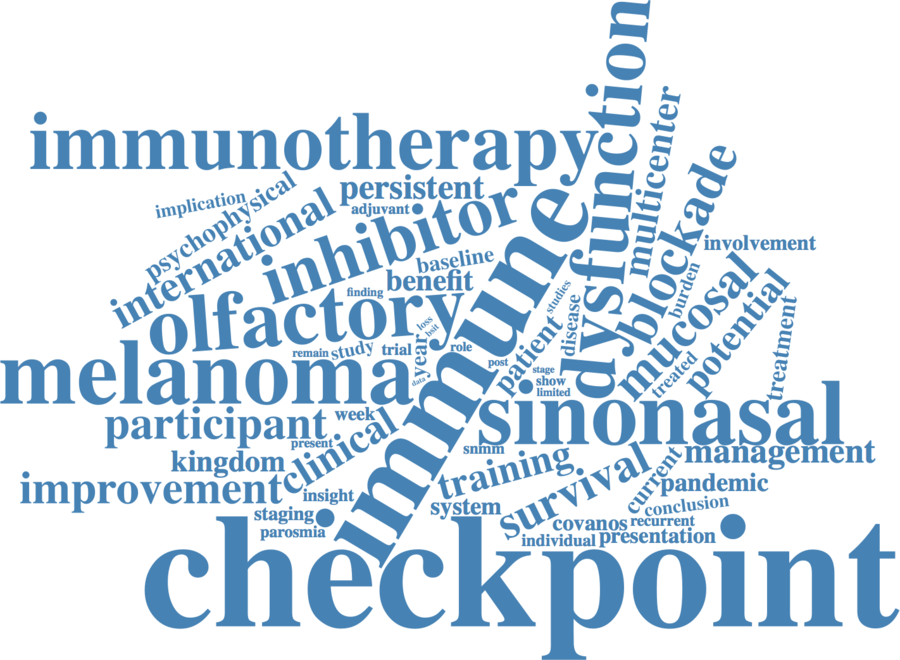 dysfunction
immunotherapy
multicenter
blockade
persistent
psychophysical
implication
adjuvant
international
inhibitor
immune
involvement
baseline
benefit
burden
mucosal
potential
finding
olfactory
studies
disease
treatment
loss
bsit
year
patient
remain
study
trial
role
post
stage
treated
melanoma
data
show
limited
sinonasal
participant
week
clinical
present
snmm
management
kingdom
training
survival
current
improvement
pandemic
insight
system
conclusion
staging
covanos
recurrent
parosmia
individual
presentation
checkpoint